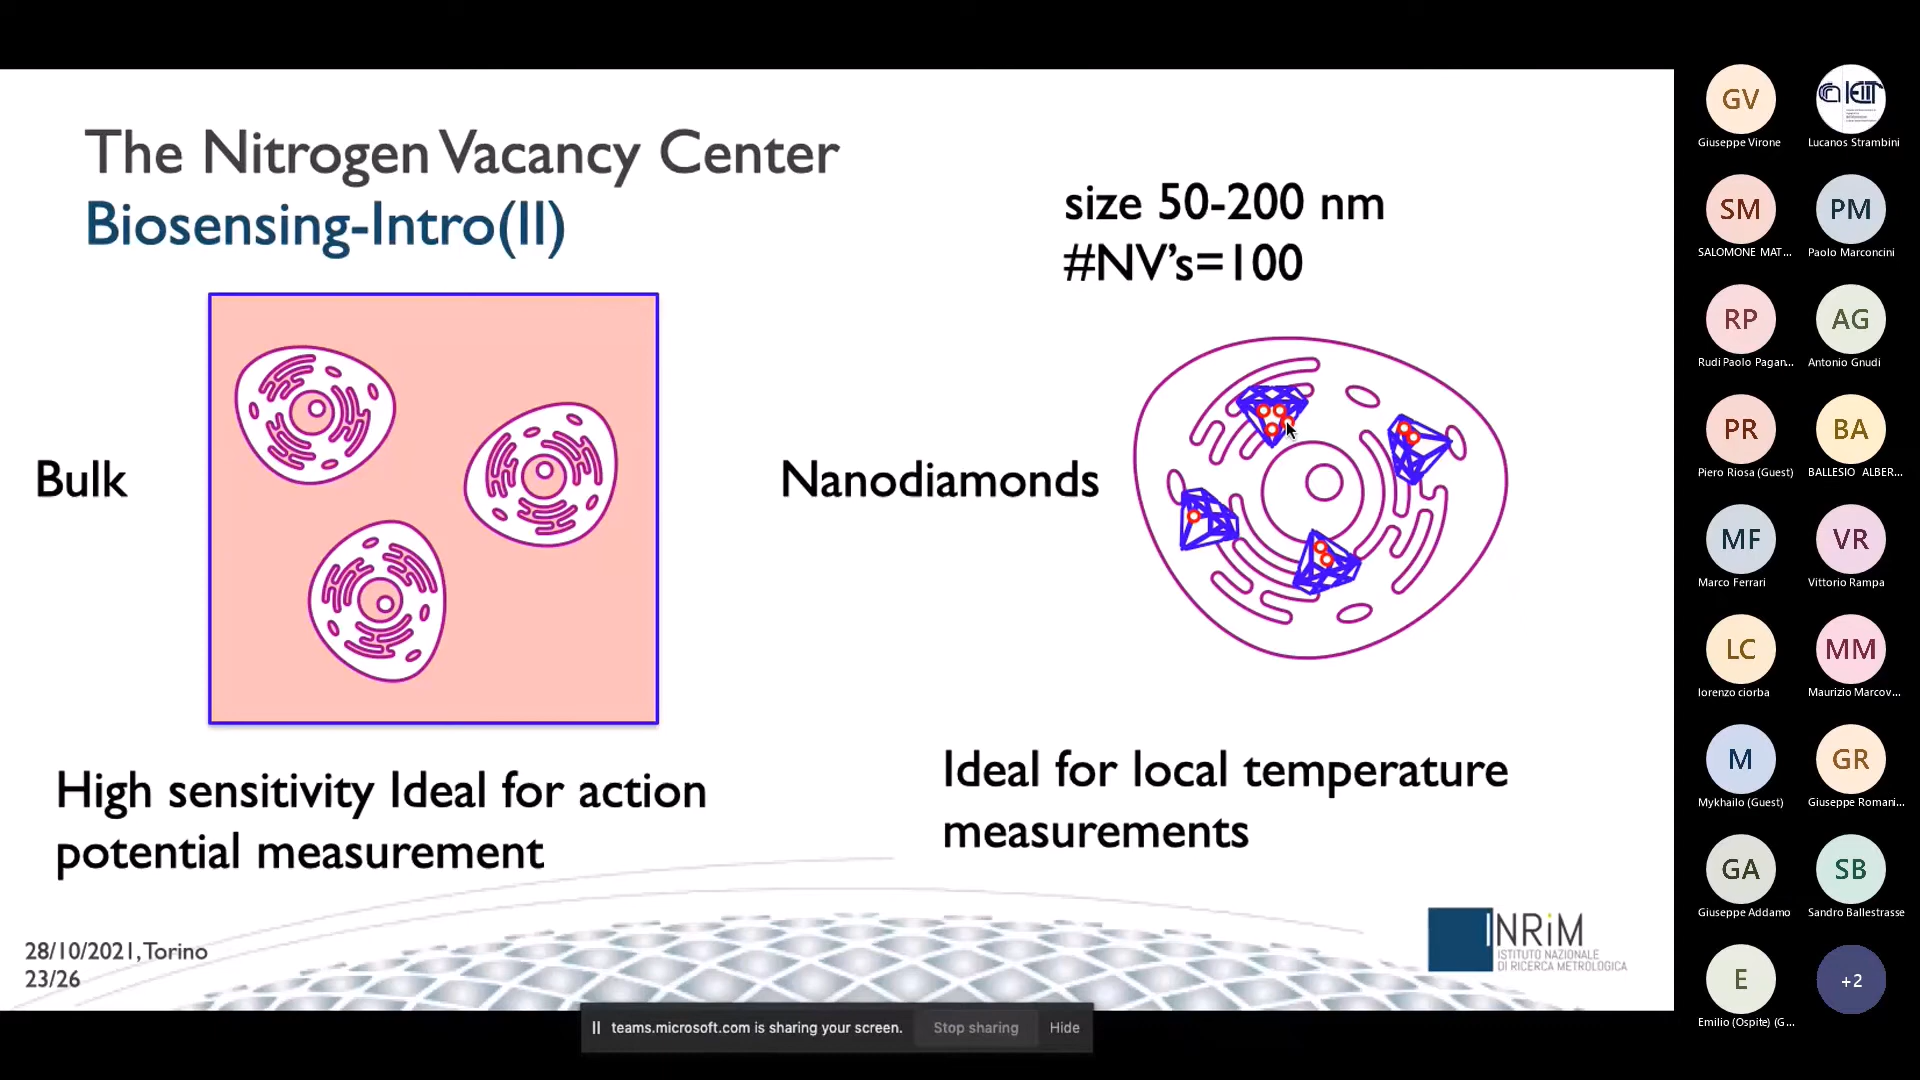 The Nitrogen Vacancy Center
Biosensing-Intro(II)
size 50-200 nm
#NV's=100
Bulk
Nanodiamonds
High sensitivity Ideal for action
potential measurement
Ideal for local temperature
measurements
28/10/2021, Torino
23/26
INRiM
ISTITUTO NAZIONALE
DI RICERCA METROLOGICA
teams.microsoft.com is sharing your screen.
Stop sharing
Hide
GV
Giuseppe Virone
IEIIT
Lucanos Strambini
SM
SALOMONE MAT...
PM
Paolo Marconcini
RP
Rudi Paolo Pagan...
AG
Antonio Gnudi
PR
Piero Riosa (Guest)
BA
BALLESIO ALBER...
MF
Marco Ferrari
VR
Vittorio Rampa
LC
lorenzo ciorba
MM
Maurizio Marcov...
M
Mykhailo (Guest)
GR
Giuseppe Romani...
GA
Giuseppe Addamo
SB
Sandro Ballestrasse
E
Emilio (Ospite) (G...
+2